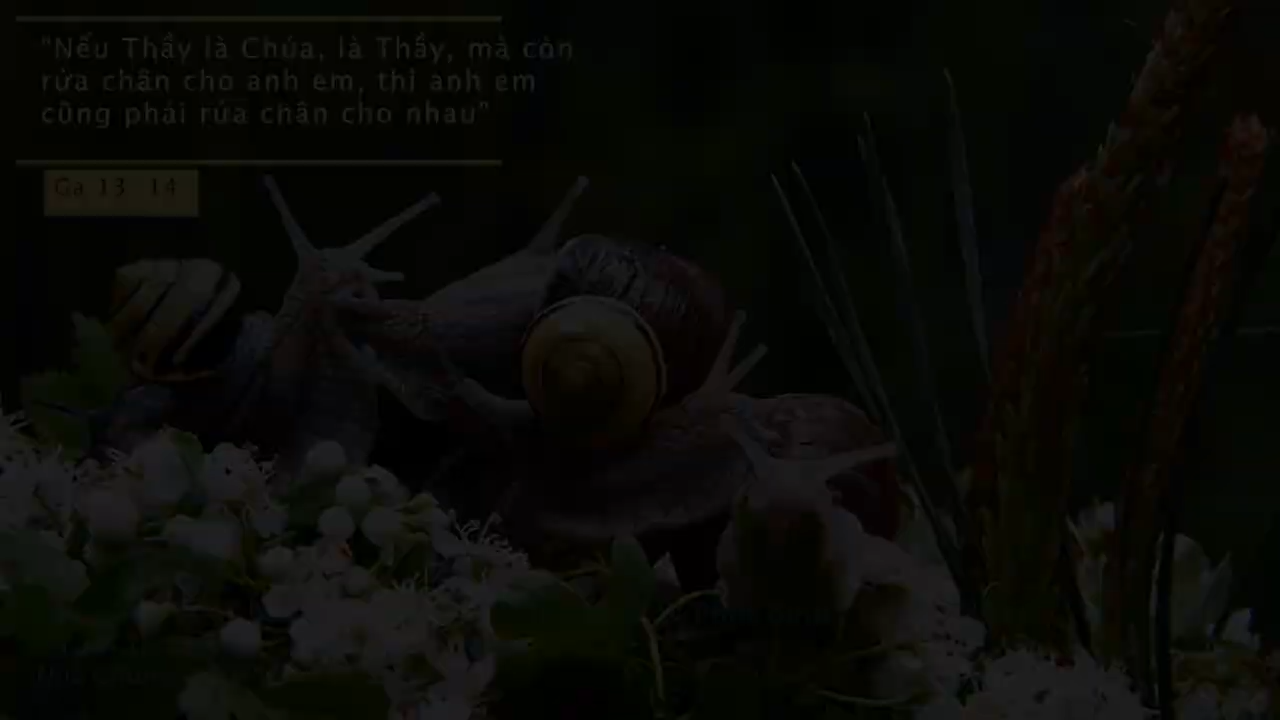 "Nếu Thầy là Chúa, là Thầy, mà còn
rửa chân cho anh em, thì anh em
cũng phải rửa chân cho nhau"
Ga 13 14